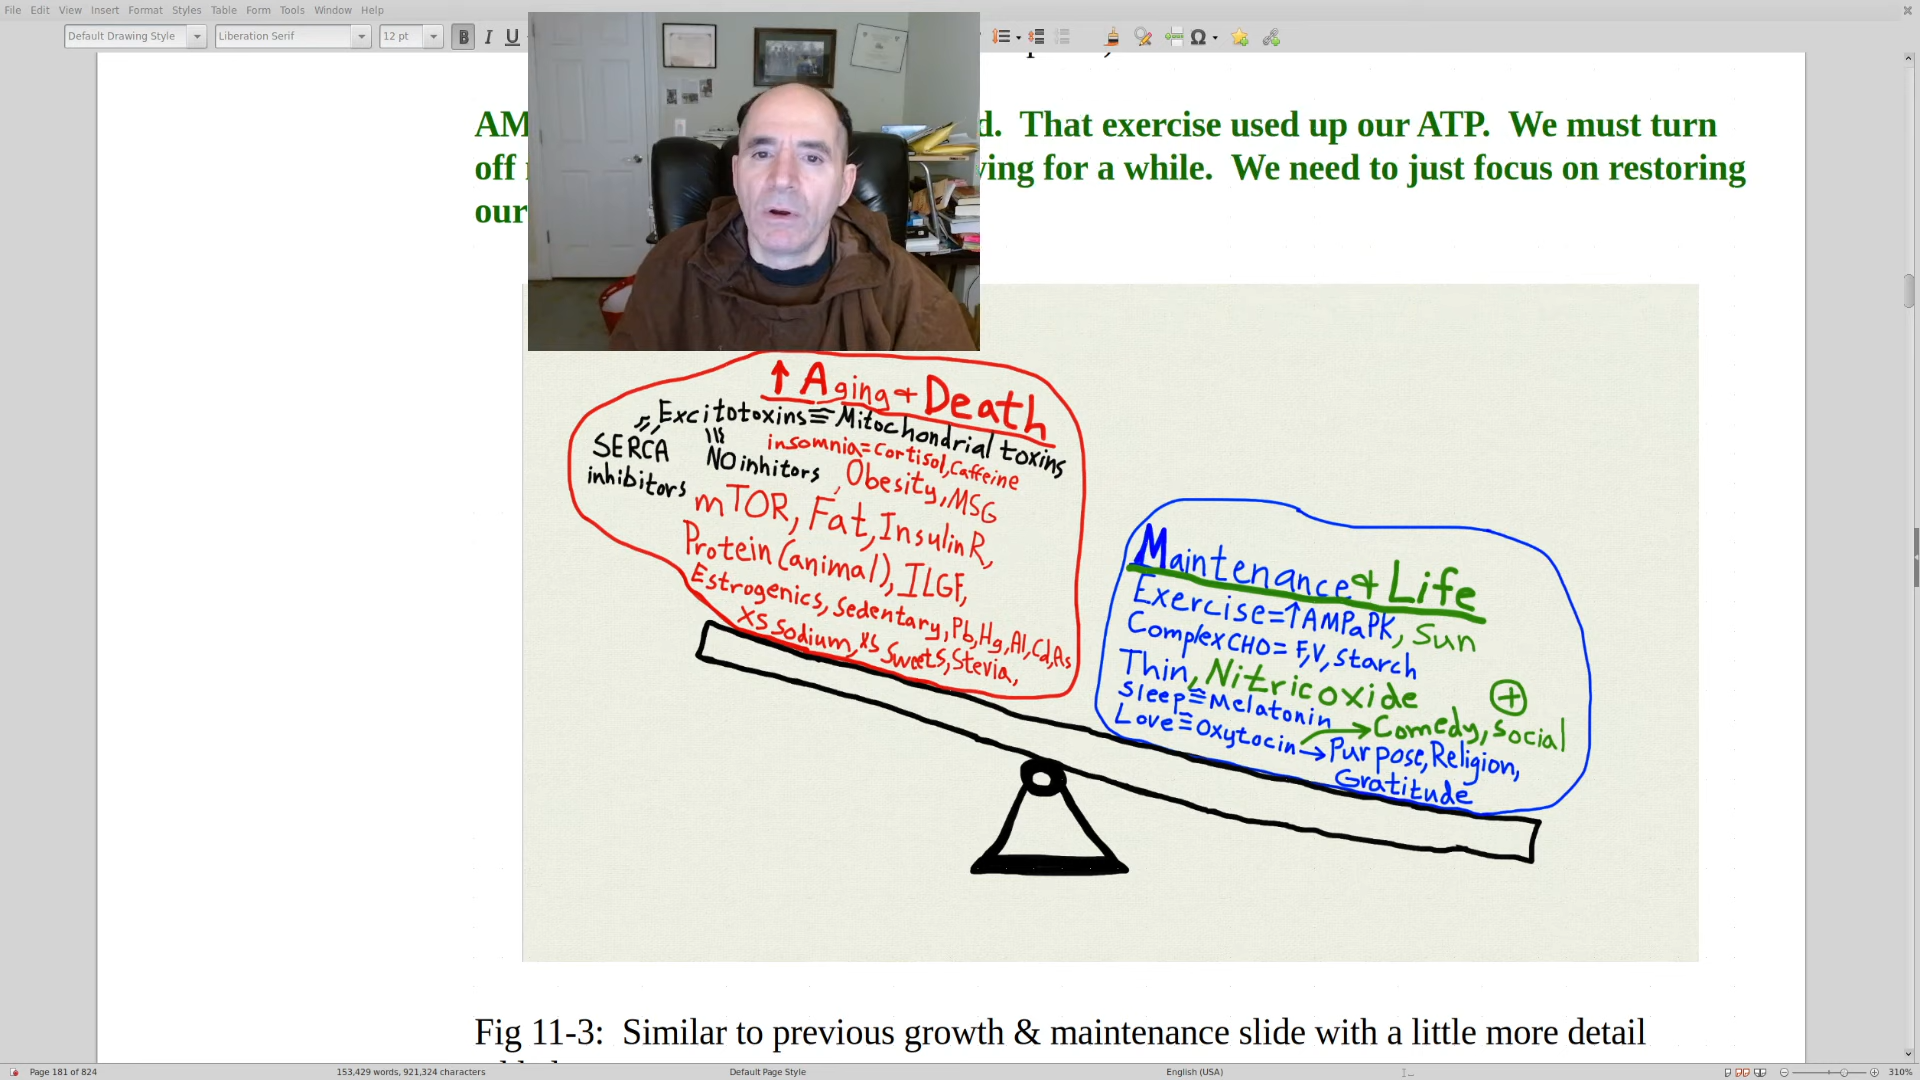 File Edit View Insert Format Styles Table Form Tools Window Help
Default Drawing Style Liberation Serif 12 pt B I U Ω
AM d. That exercise used up our ATP. We must turn
off ving for a while. We need to just focus on restoring
our
↑ Aging + Death
Excitotoxins ≡ Mitochondrial toxins
SERCA
inhibitors
NO inhitors
insomnia = Cortisol, Caffeine
Obesity, MSG
mTOR, Fat, Insulin R,
Protein (animal), ILGF,
Estrogenics, Sedentary, Pb, Hg, Al, Cd, As
XS Sodium, XS Sweets, Stevia,
Maintenance + Life
Exercise = ↑ AMPaPK, Sun
Complex CHO = F, V, Starch
Thin, Nitric oxide
Sleep ≡ Melatonin
+
Love ≡ Oxytocin → Comedy, Social
→ Purpose, Religion,
Gratitude
Fig 11-3: Similar to previous growth & maintenance slide with a little more detail
Page 181 of 824 153,429 words, 921,324 characters Default Page Style English (USA) 310%